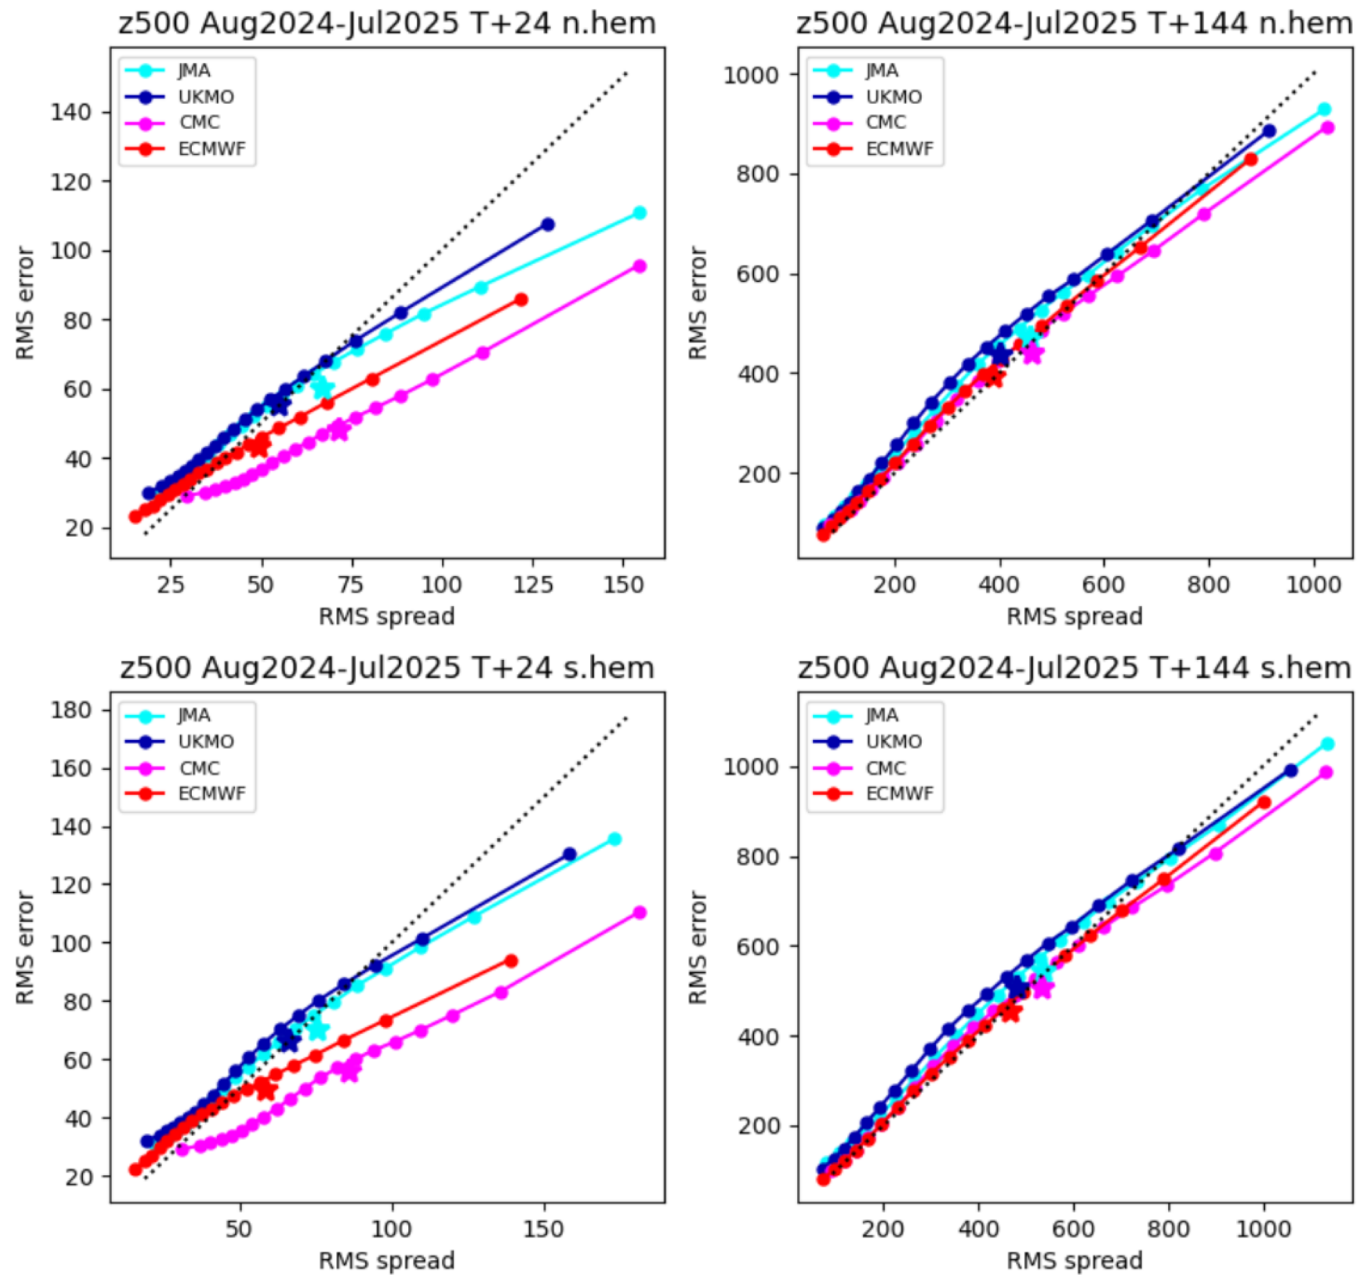 z500 Aug2024-Jul2025 T+24 n.hem
JMA
UKMO
CMC
ECMWF
140
120
100
80
60
40
20
RMS error
25 50 75 100 125 150
RMS spread
z500 Aug2024-Jul2025 T+144 n.hem
JMA
UKMO
CMC
ECMWF
1000
800
600
400
200
RMS error
200 400 600 800 1000
RMS spread
z500 Aug2024-Jul2025 T+24 s.hem
JMA
UKMO
CMC
ECMWF
180
160
140
120
100
80
60
40
20
RMS error
50 100 150
RMS spread
z500 Aug2024-Jul2025 T+144 s.hem
JMA
UKMO
CMC
ECMWF
1000
800
600
400
200
RMS error
200 400 600 800 1000
RMS spread